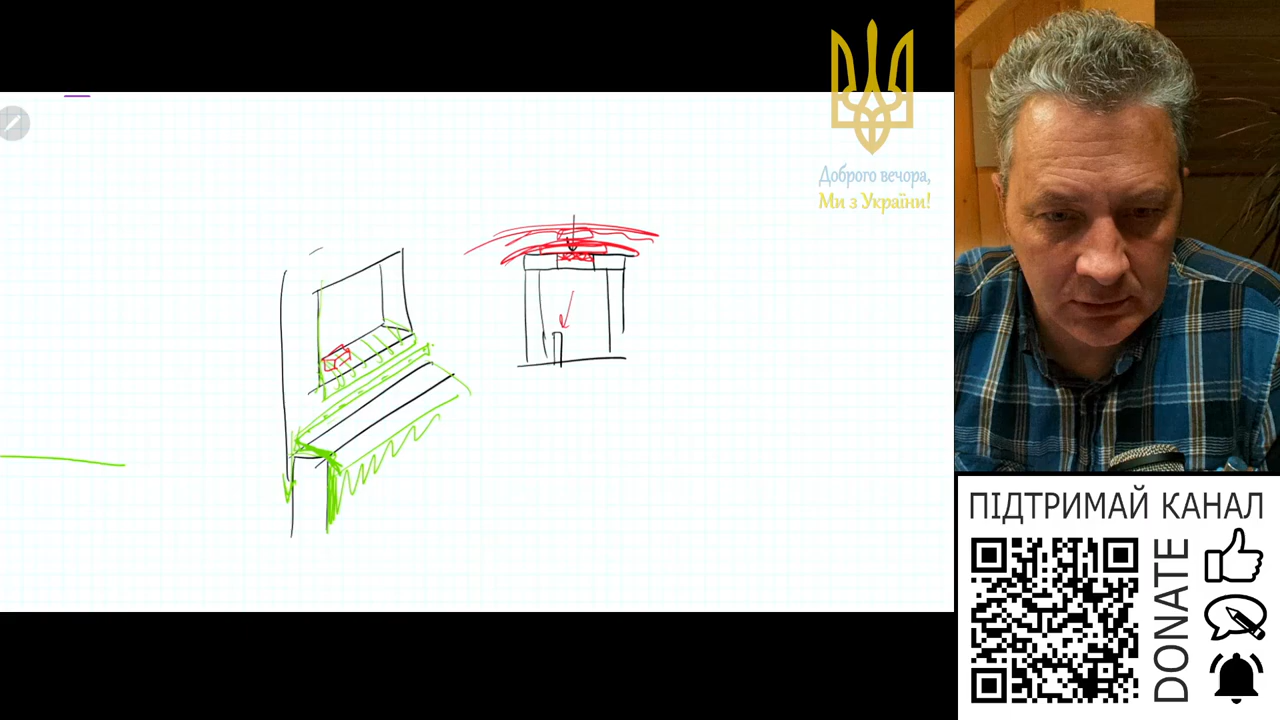 Доброго вечора,
Ми з України!
ПІДТРИМАЙ КАНАЛ
DONATE